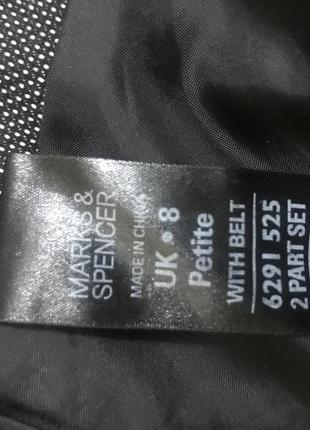 MARKS &
SPENCER
MADE IN CHINA
UK • 8
Petite
WITH BELT
6291 525
2 PART SET